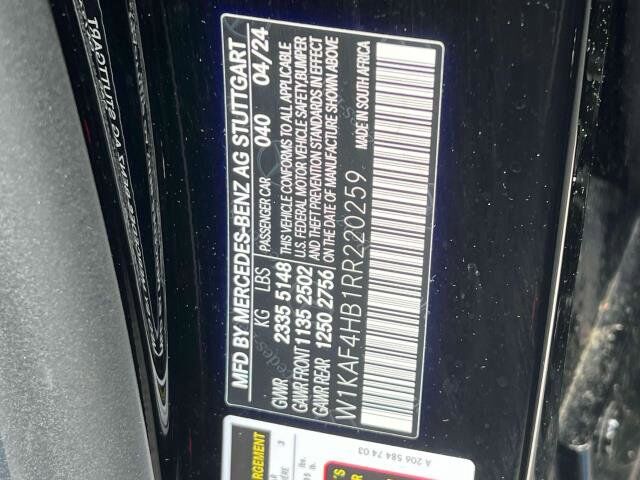 MFD BY MERCEDES-BENZ AG STUTTGART
KG LBS PASSENGER CAR 040 04/24
GVWR 2335 5148
GAWR FRONT 1135 2502
GAWR REAR 1250 2756
THIS VEHICLE CONFORMS TO ALL APPLICABLE
U.S. FEDERAL MOTOR VEHICLE SAFETY, BUMPER
AND THEFT PREVENTION STANDARDS IN EFFECT
ON THE DATE OF MANUFACTURE SHOWN ABOVE
W1KAF4HB1RR220259
MADE IN SOUTH AFRICA
A 206 584 74 03